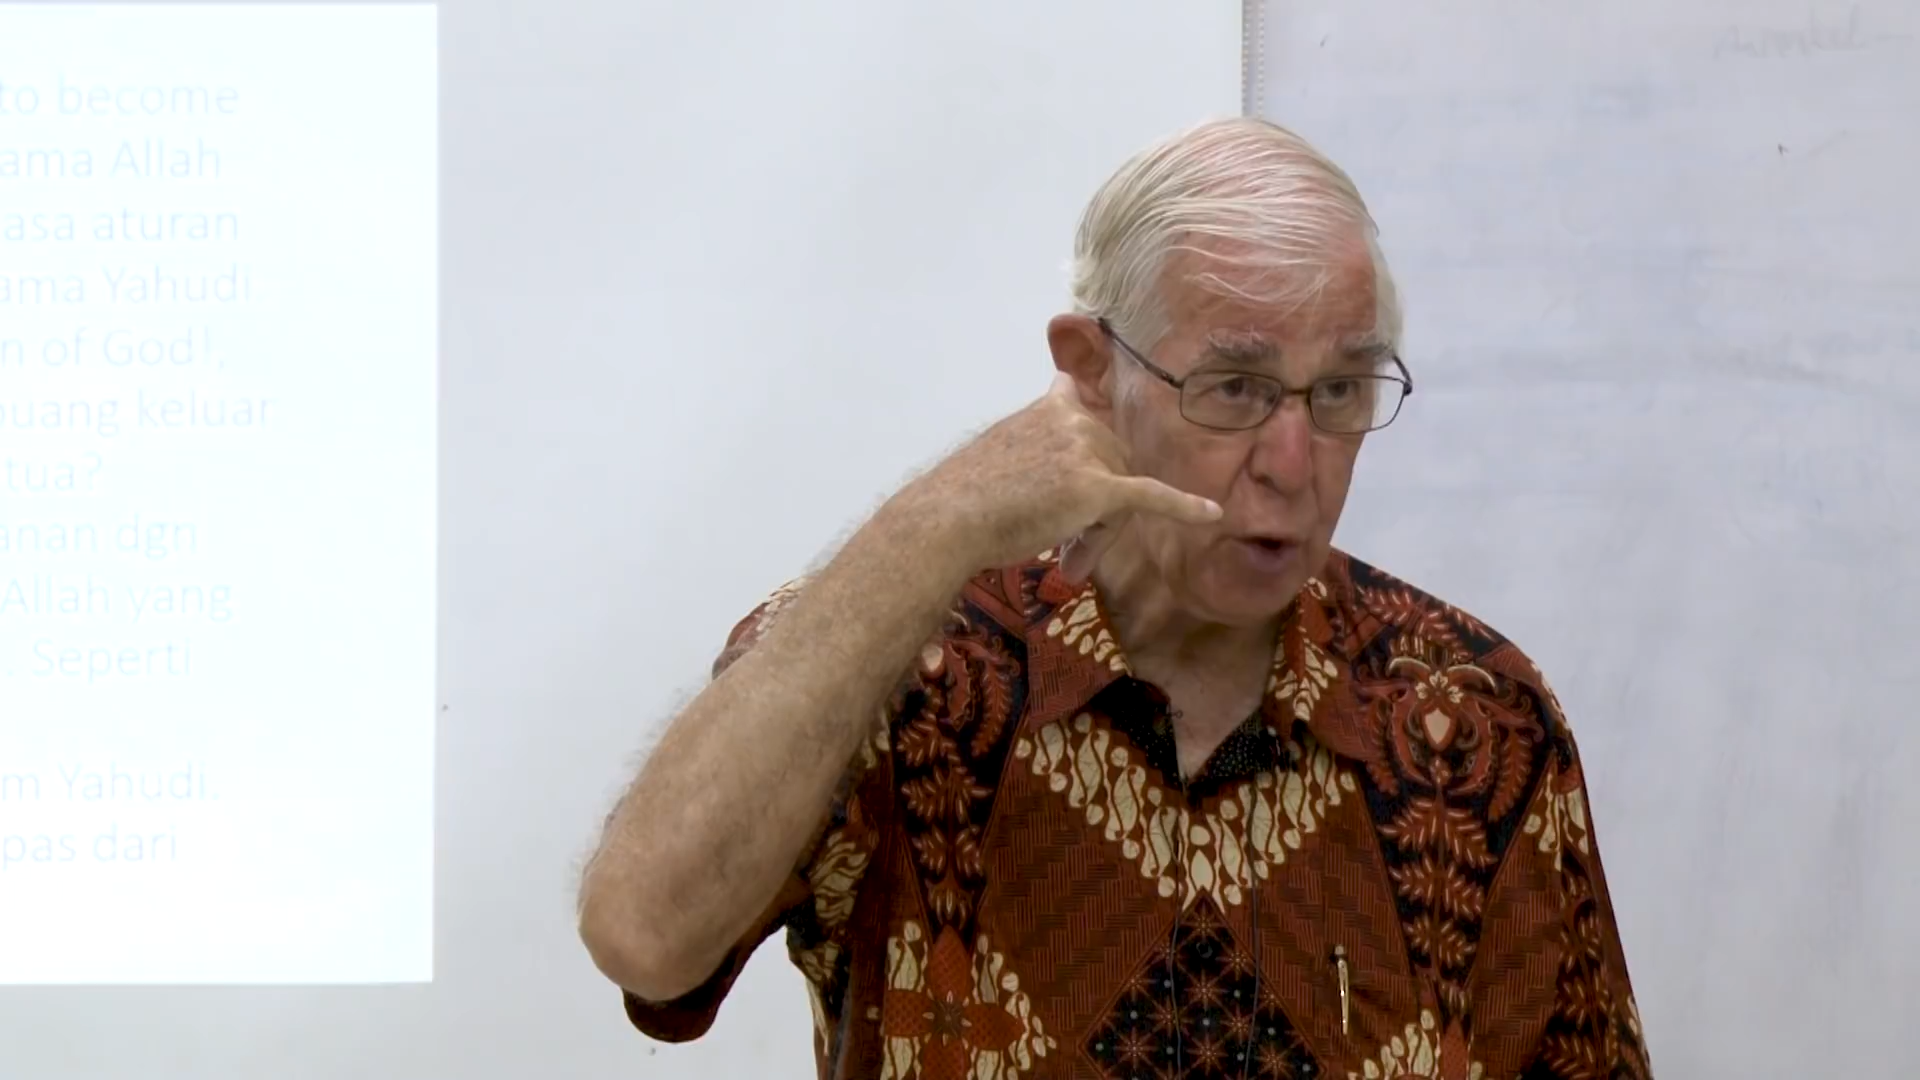 to become
ama Allah
asa aturan
ama Yahudi
n of God!,
buang keluar
tua?
anan dgn
Allah yang
. Seperti
m Yahudi.
pas dari